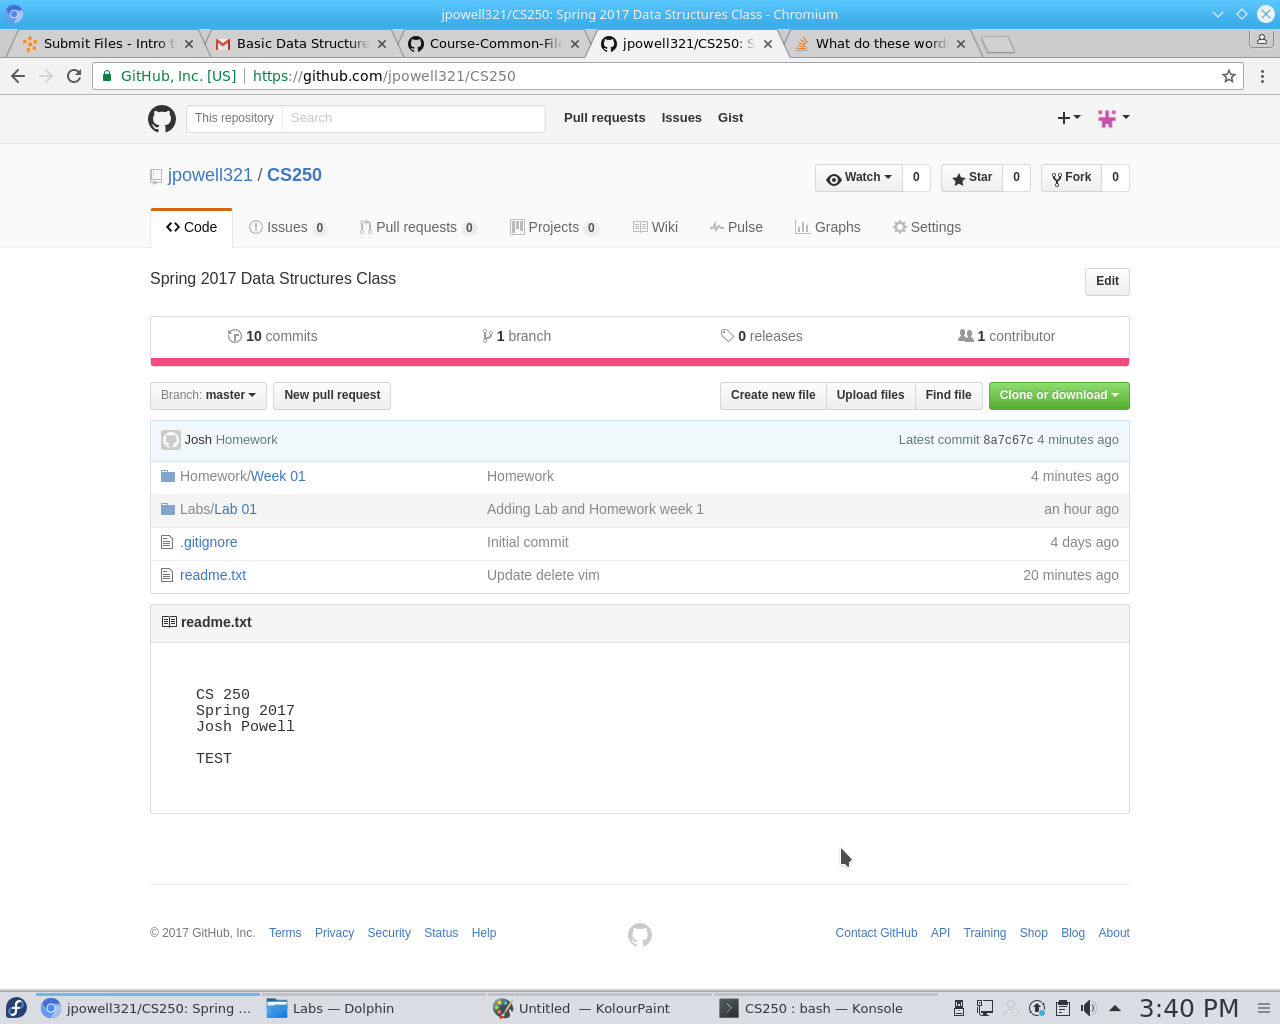 jpowell321/CS250: Spring 2017 Data Structures Class - Chromium
Submit Files - Intro t
Basic Data Structure
Course-Common-File
jpowell321/CS250: S
What do these word
GitHub, Inc. [US] https://github.com/jpowell321/CS250
This repository Search Pull requests Issues Gist
jpowell321 / CS250 Watch 0 Star 0 Fork 0
Code Issues 0 Pull requests 0 Projects 0 Wiki Pulse Graphs Settings
Spring 2017 Data Structures Class Edit
10 commits 1 branch 0 releases 1 contributor
Branch: master New pull request Create new file Upload files Find file Clone or download
Josh Homework Latest commit 8a7c67c 4 minutes ago
Homework/Week 01 Homework 4 minutes ago
Labs/Lab 01 Adding Lab and Homework week 1 an hour ago
.gitignore Initial commit 4 days ago
readme.txt Update delete vim 20 minutes ago
readme.txt
CS 250
Spring 2017
Josh Powell
TEST
© 2017 GitHub, Inc. Terms Privacy Security Status Help Contact GitHub API Training Shop Blog About
jpowell321/CS250: Spring ... Labs — Dolphin Untitled — KolourPaint CS250 : bash — Konsole 3:40 PM